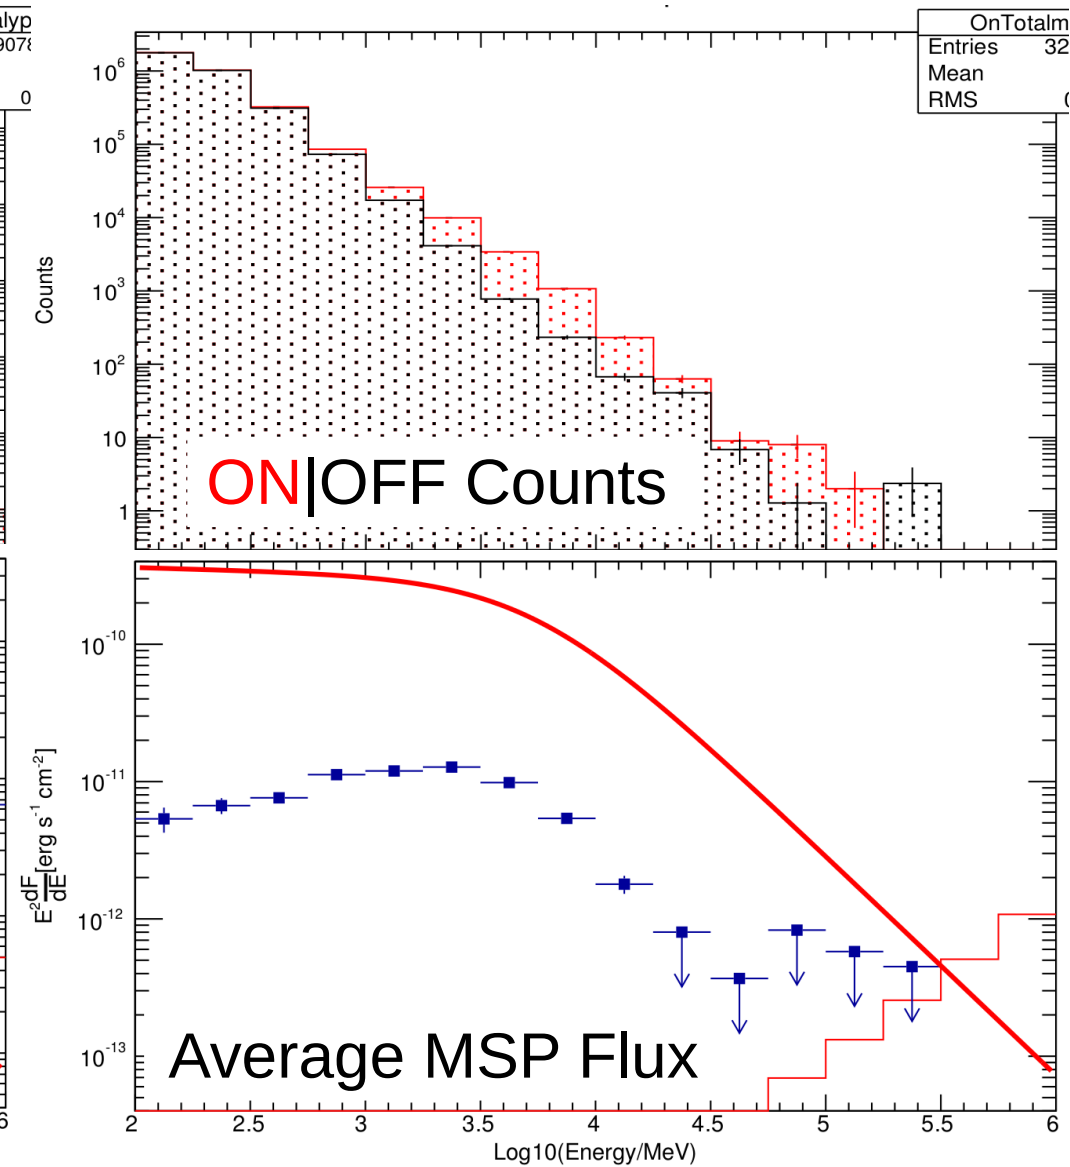 OnTotalm
Entries 32
Mean
RMS 0
10^6
10^5
10^4
10^3
10^2
10
1
Counts
ON|OFF Counts
10^-10
10^-11
10^-12
10^-13
E^2 dF/dE [erg s^-1 cm^-2]
Average MSP Flux
2 2.5 3 3.5 4 4.5 5 5.5 6
Log10(Energy/MeV)